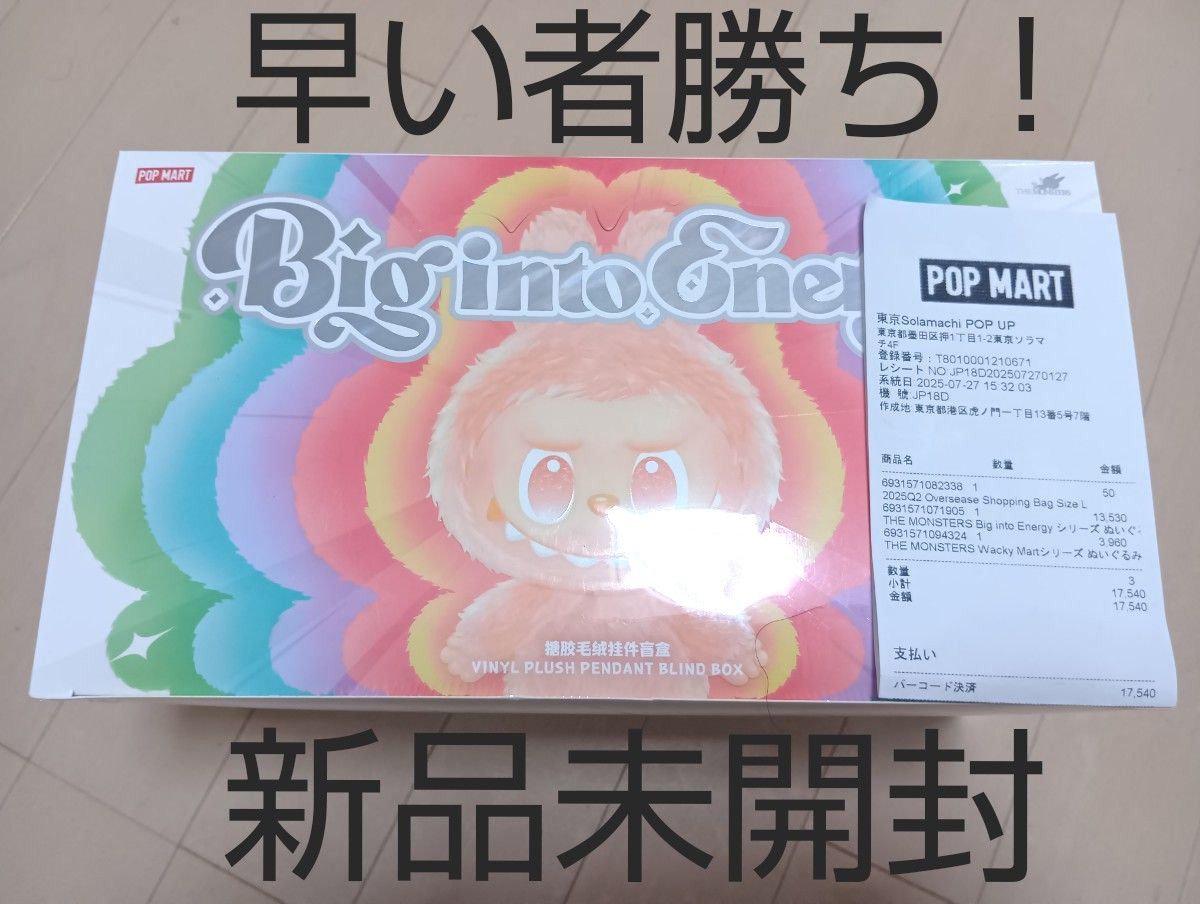 早い者勝ち!
POP MART
THE MONSTERS
Big into Ener
POP MART
東京Solamachi POP UP
東京都墨田区押1丁目1-2東京ソラマ
チ4F
登録番号:T8010001210671
レシート NO:JP18D202507270127
系統日:2025-07-27 15:32:03
機 號:JP18D
作成地:東京都港区虎ノ門一丁目13番5号7階
商品名 数量 金額
6931571082338 1 50
2025Q2 Oversease Shopping Bag Size L
6931571071905 1 13,530
THE MONSTERS Big into Energy シリーズ ぬいぐ
6931571094324 1 3,960
THE MONSTERS Wacky Martシリーズ ぬいぐるみ
数量 3
小計 17,540
金額 17,540
支払い
バーコード決済 17,540
搪胶毛绒挂件盲盒
VINYL PLUSH PENDANT BLIND BOX
新品未開封